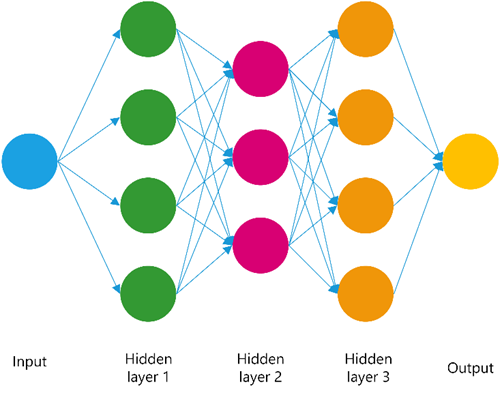 Input
Hidden
layer 1
Hidden
layer 2
Hidden
layer 3
Output